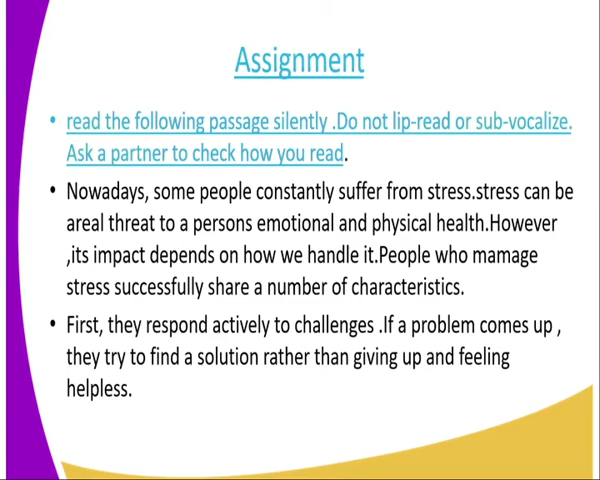 Assignment
• read the following passage silently .Do not lip-read or sub-vocalize.
Ask a partner to check how you read.
• Nowadays, some people constantly suffer from stress.stress can be
areal threat to a persons emotional and physical health.However
,its impact depends on how we handle it.People who mamage
stress successfully share a number of characteristics.
• First, they respond actively to challenges .If a problem comes up ,
they try to find a solution rather than giving up and feeling
helpless.